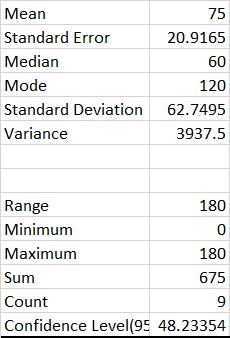 Mean 75
Standard Error 20.9165
Median 60
Mode 120
Standard Deviation 62.7495
Variance 3937.5
Range 180
Minimum 0
Maximum 180
Sum 675
Count 9
Confidence Level(95 48.23354